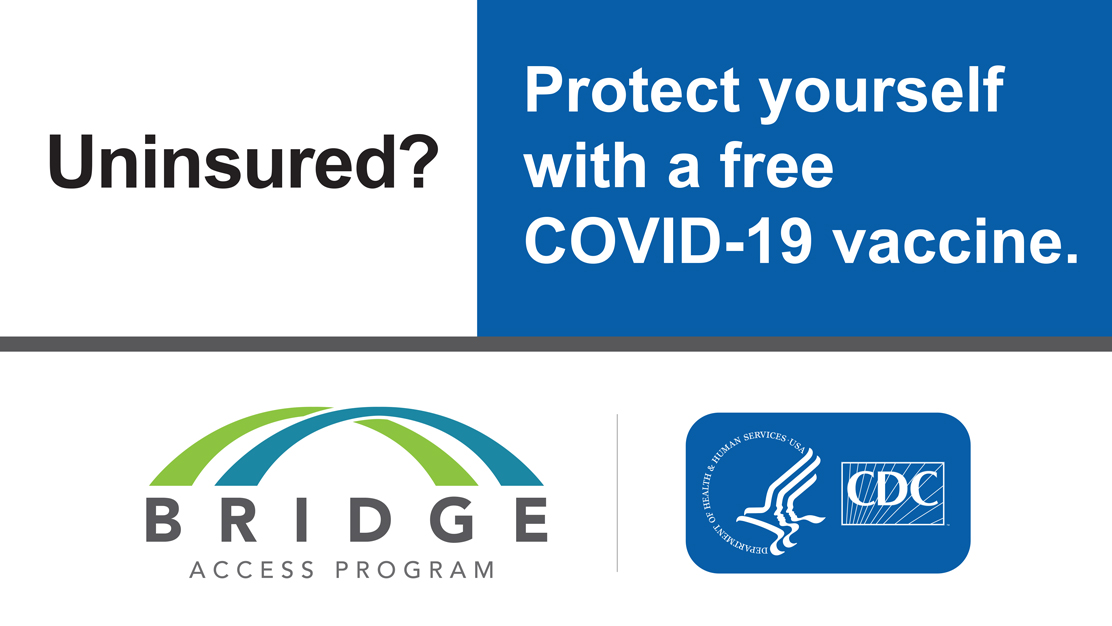 Uninsured?
Protect yourself
with a free
COVID-19 vaccine.
BRIDGE
ACCESS PROGRAM
DEPARTMENT OF HEALTH & HUMAN SERVICES·USA
CDC